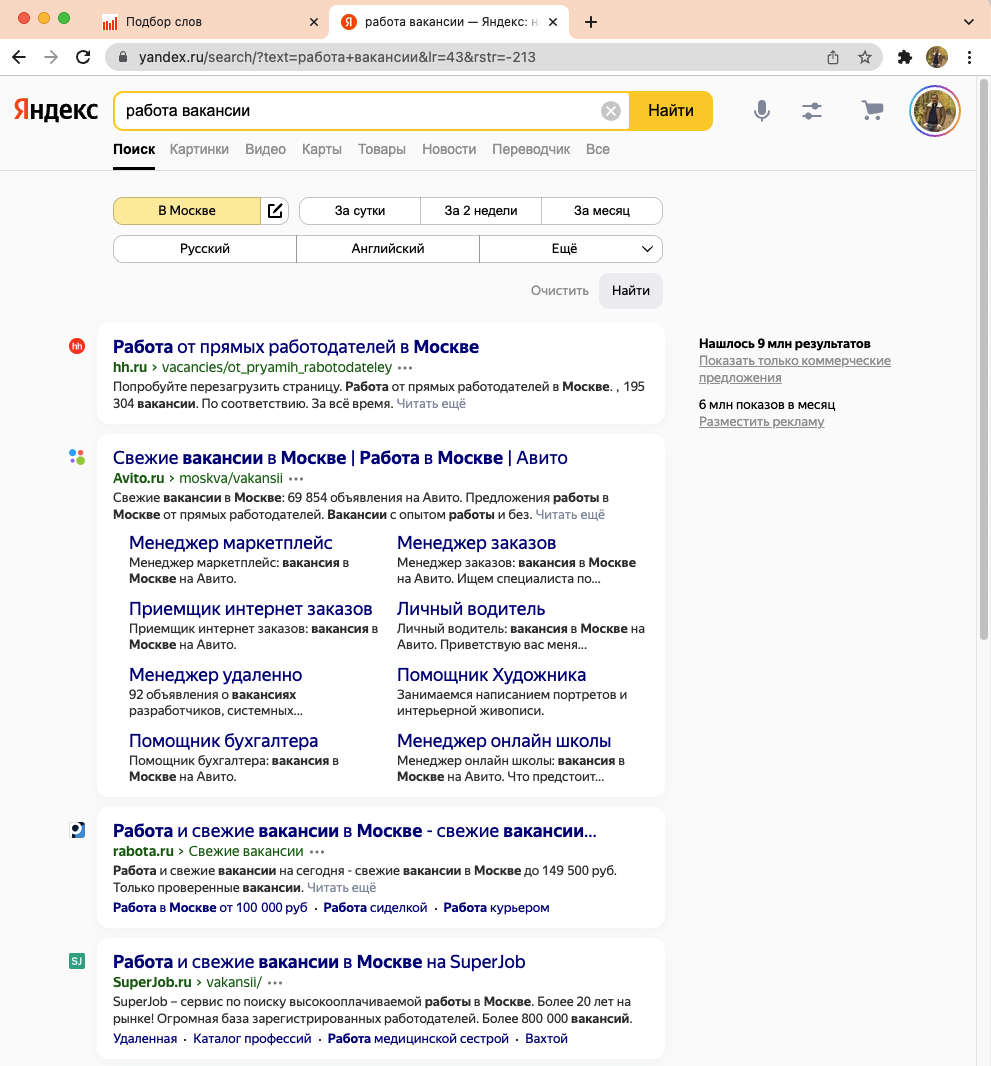 Подбор слов
работа вакансии — Яндекс: н
yandex.ru/search/?text=работа+вакансии&lr=43&rstr=-213
Яндекс
работа вакансии
Найти
Поиск Картинки Видео Карты Товары Новости Переводчик Все
В Москве За сутки За 2 недели За месяц
Русский Английский Ещё
Очистить Найти
hh
Работа от прямых работодателей в Москве
hh.ru › vacancies/ot_pryamih_rabotodateley
Попробуйте перезагрузить страницу. Работа от прямых работодателей в Москве. , 195
304 вакансии. По соответствию. За всё время. Читать ещё
Нашлось 9 млн результатов
Показать только коммерческие
предложения
6 млн показов в месяц
Разместить рекламу
Свежие вакансии в Москве | Работа в Москве | Авито
Avito.ru › moskva/vakansii
Свежие вакансии в Москве: 69 854 объявления на Авито. Предложения работы в
Москве от прямых работодателей. Вакансии с опытом работы и без. Читать ещё
Менеджер маркетплейс
Менеджер маркетплейс: вакансия в
Москве на Авито.
Менеджер заказов
Менеджер заказов: вакансия в Москве
на Авито. Ищем специалиста по...
Приемщик интернет заказов
Приемщик интернет заказов: вакансия в
Москве на Авито.
Личный водитель
Личный водитель: вакансия в Москве на
Авито. Приветствую вас меня...
Менеджер удаленно
92 объявления о вакансиях
разработчиков, системных...
Помощник Художника
Занимаемся написанием портретов и
интерьерной живописи.
Помощник бухгалтера
Помощник бухгалтера: вакансия в
Москве на Авито.
Менеджер онлайн школы
Менеджер онлайн школы: вакансия в
Москве на Авито. Что предстоит...
Работа и свежие вакансии в Москве - свежие вакансии...
rabota.ru › Свежие вакансии
Работа и свежие вакансии на сегодня - свежие вакансии в Москве до 149 500 руб.
Только проверенные вакансии. Читать ещё
Работа в Москве от 100 000 руб · Работа сиделкой · Работа курьером
SJ
Работа и свежие вакансии в Москве на SuperJob
SuperJob.ru › vakansii/
SuperJob – сервис по поиску высокооплачиваемой работы в Москве. Более 20 лет на
рынке! Огромная база зарегистрированных работодателей. Более 800 000 вакансий.
Удаленная · Каталог профессий · Работа медицинской сестрой · Вахтой